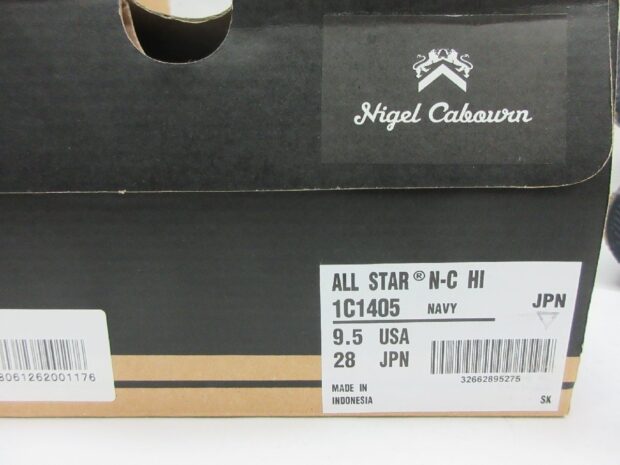 Nigel Cabourn
ALL STAR® N-C HI
1C1405 NAVY JPN
9.5 USA
28 JPN
32662895275
MADE IN
INDONESIA
SK
8061262001176